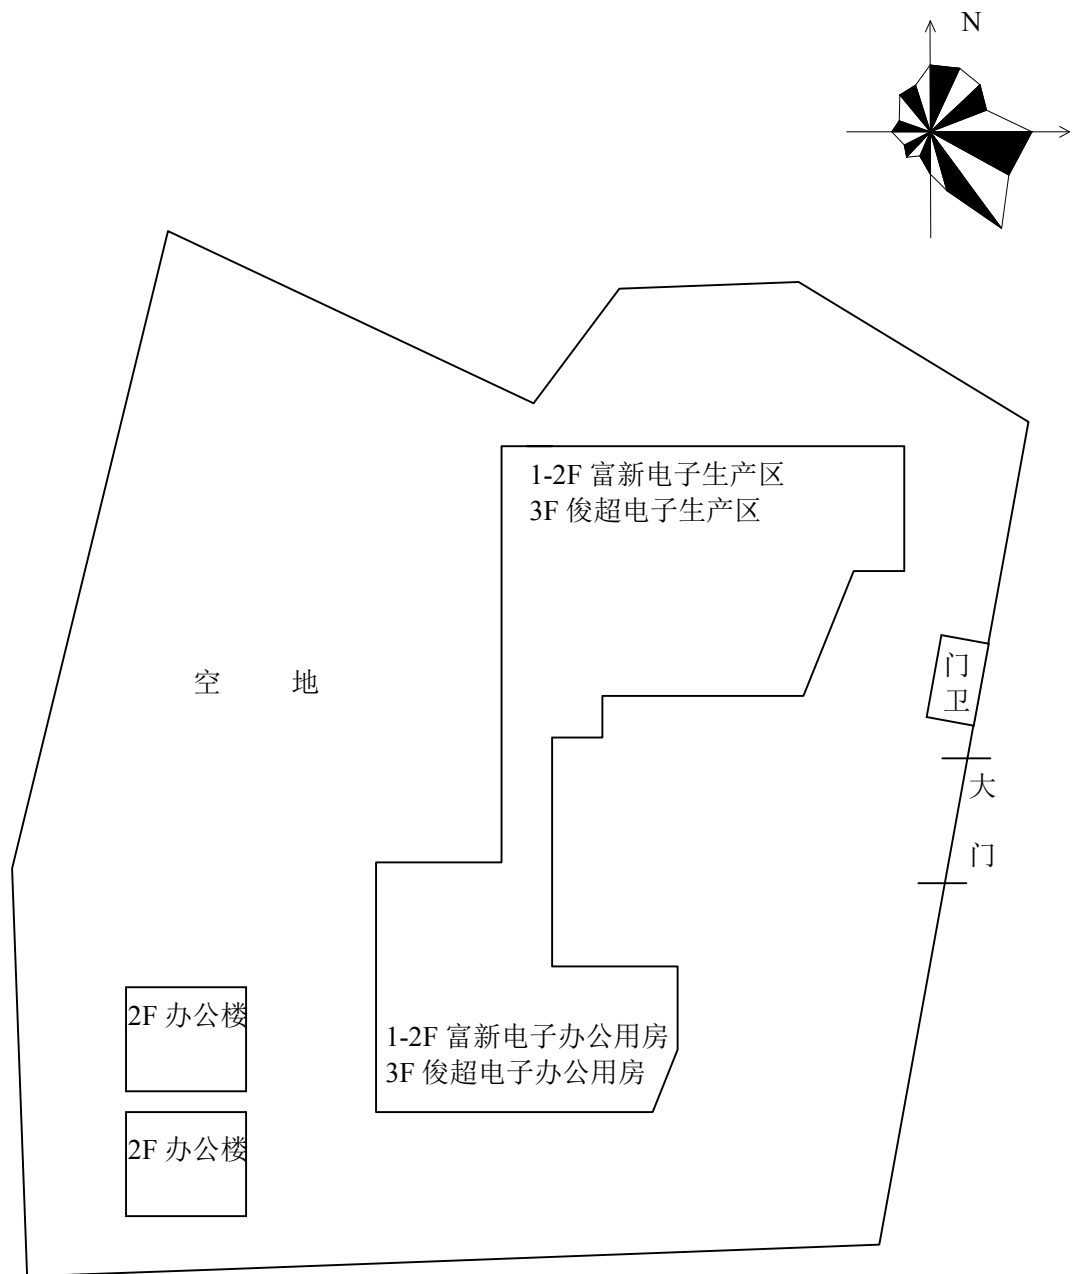 N
1-2F 富新电子生产区
3F 俊超电子生产区
空 地
门
卫
大
门
2F 办公楼
1-2F 富新电子办公用房
3F 俊超电子办公用房
2F 办公楼